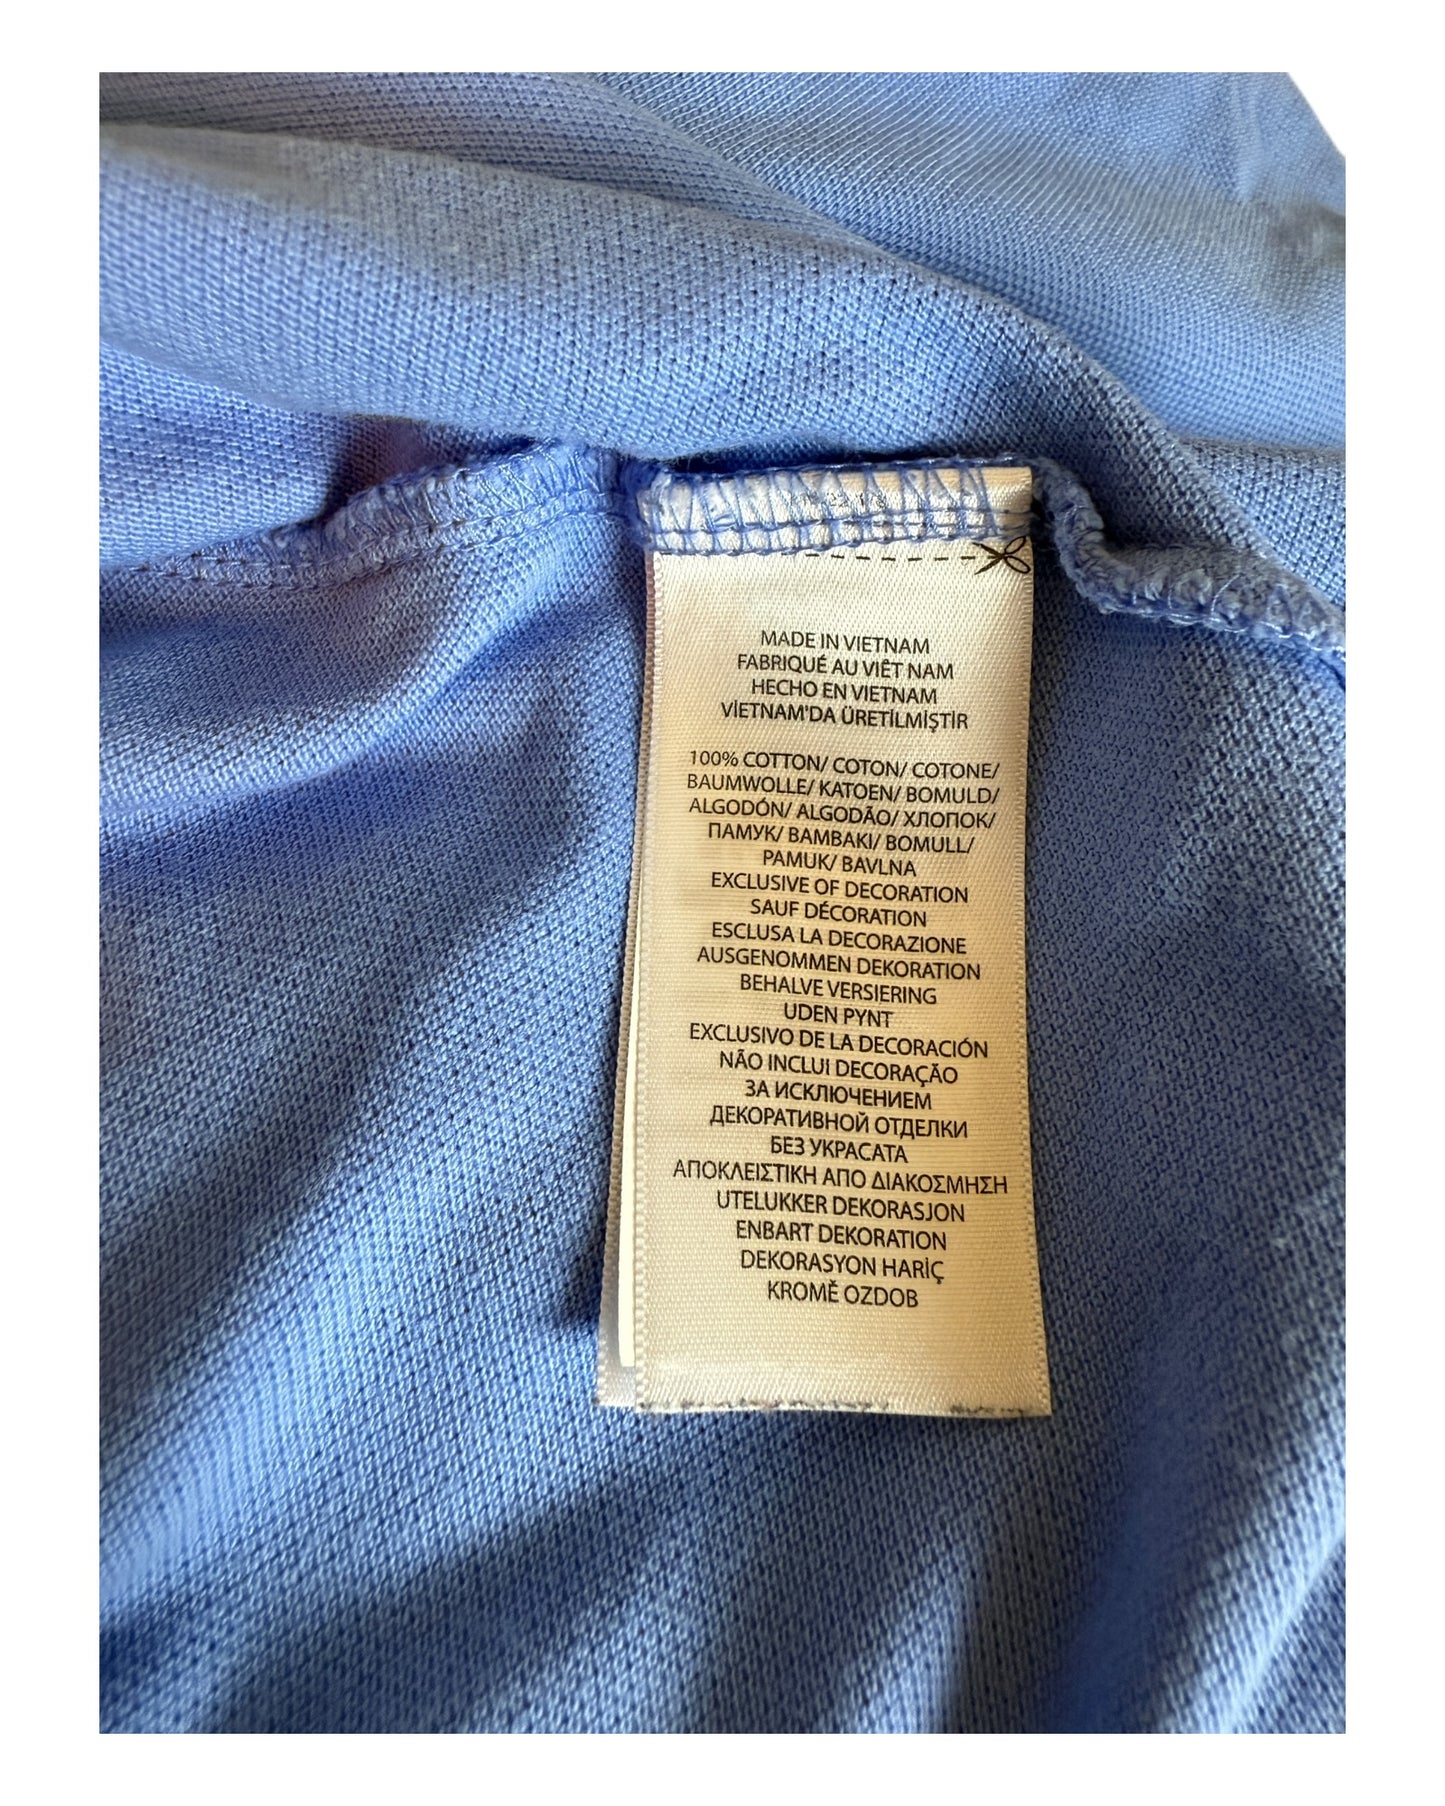 MADE IN VIETNAM
FABRIQUÉ AU VIÊT NAM
HECHO EN VIETNAM
VİETNAM'DA ÜRETİLMİŞTİR
100% COTTON/ COTON/ COTONE/
BAUMWOLLE/ KATOEN/ BOMULD/
ALGODÓN/ ALGODÃO/ ХЛОПОК/
ПАМУК/ BAMBAKI/ BOMULL/
PAMUK/ BAVLNA
EXCLUSIVE OF DECORATION
SAUF DÉCORATION
ESCLUSA LA DECORAZIONE
AUSGENOMMEN DEKORATION
BEHALVE VERSIERING
UDEN PYNT
EXCLUSIVO DE LA DECORACIÓN
NÃO INCLUI DECORAÇÃO
ЗА ИСКЛЮЧЕНИЕМ
ДЕКОРАТИВНОЙ ОТДЕЛКИ
БЕЗ УКРАСАТА
ΑΠΟΚΛΕΙΣΤΙΚΗ ΑΠΟ ΔΙΑΚΟΣΜΗΣΗ
UTELUKKER DEKORASJON
ENBART DEKORATION
DEKORASYON HARİÇ
KROMĚ OZDOB